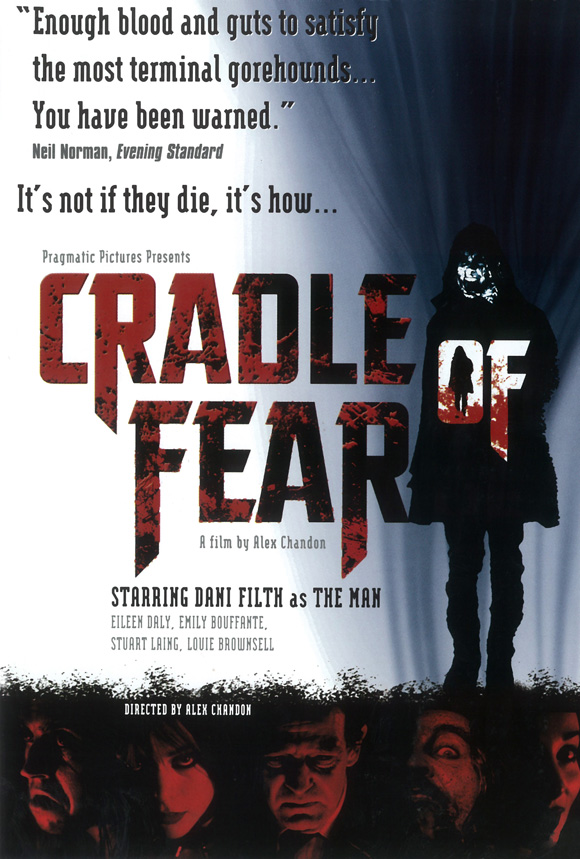 “Enough blood and guts to satisfy
the most terminal gorehounds...
You have been warned.”
Neil Norman, Evening Standard
It's not if they die, it's how...
Pragmatic Pictures Presents
CRADLE
OF
FEAR
A film by Alex Chandon
STARRING DANI FILTH as THE MAN
EILEEN DALY, EMILY BOUFFANTE,
STUART LAING, LOUIE BROWNSELL
DIRECTED BY ALEX CHANDON